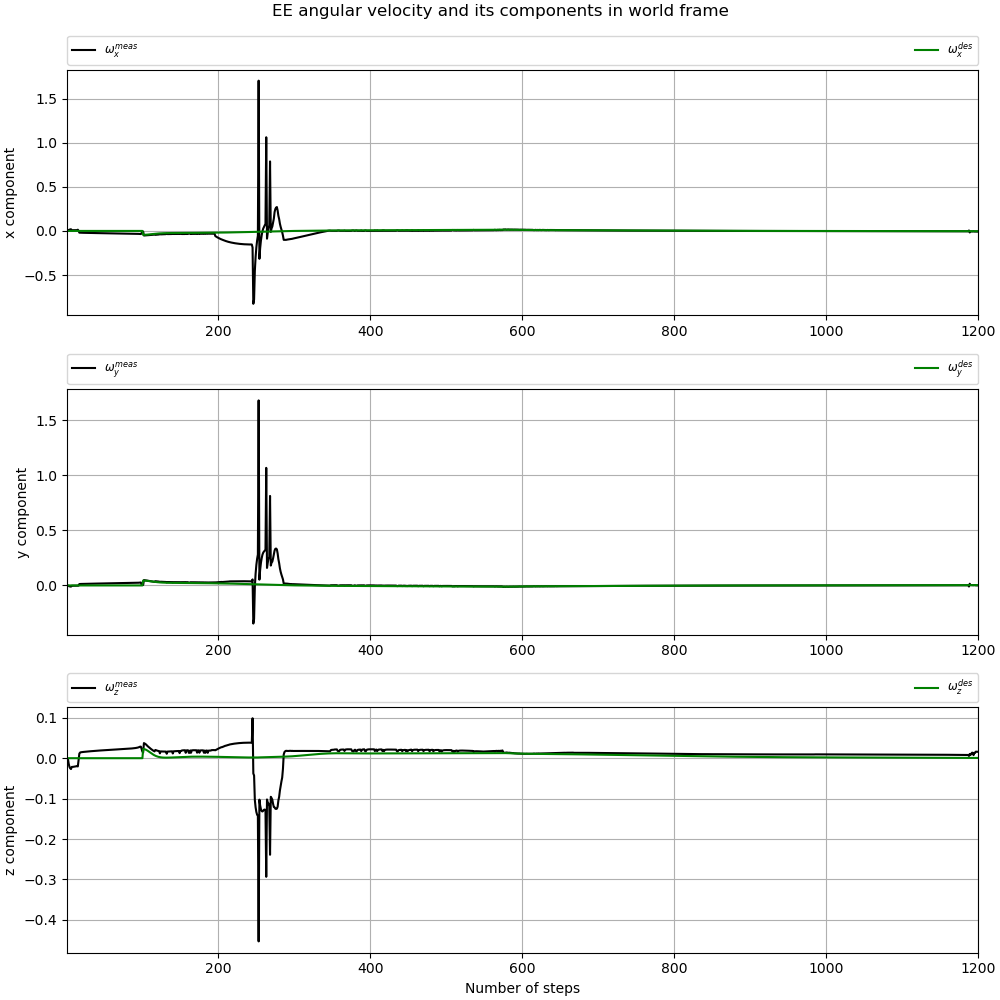 EE angular velocity and its components in world frame
ω_x^meas ω_x^des
x component
1.5
1.0
0.5
0.0
−0.5
200 400 600 800 1000 1200
ω_y^meas ω_y^des
y component
1.5
1.0
0.5
0.0
200 400 600 800 1000 1200
ω_z^meas ω_z^des
z component
0.1
0.0
−0.1
−0.2
−0.3
−0.4
200 400 600 800 1000 1200
Number of steps